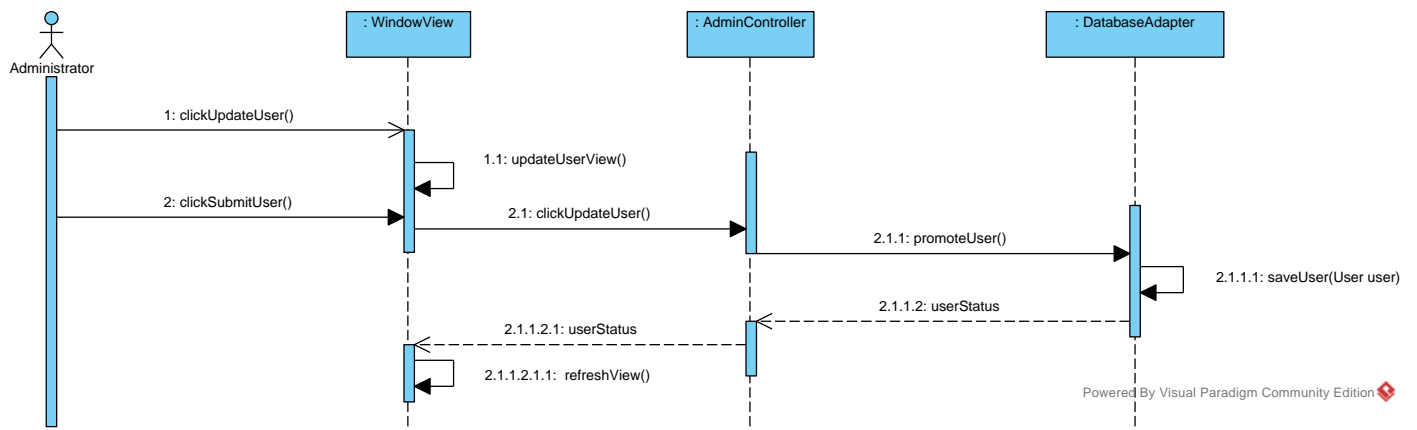 : WindowView
: AdminController
: DatabaseAdapter
Administrator
1: clickUpdateUser()
1.1: updateUserView()
2: clickSubmitUser()
2.1: clickUpdateUser()
2.1.1: promoteUser()
2.1.1.1: saveUser(User user)
2.1.1.2: userStatus
2.1.1.2.1: userStatus
2.1.1.2.1.1:  refreshView()
Powered By Visual Paradigm Community Edition